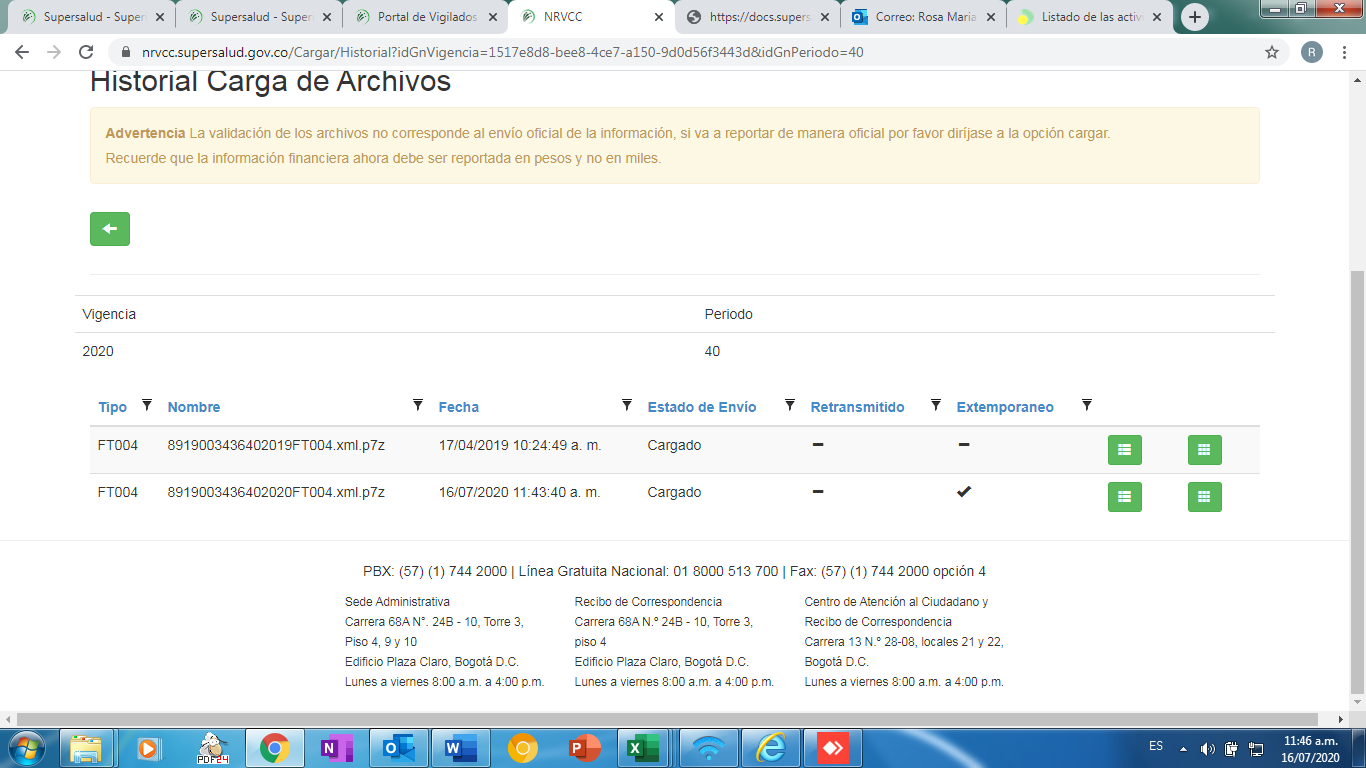 Supersalud - Super
Supersalud - Super
Portal de Vigilados
NRVCC
https://docs.supers
Correo: Rosa Maria
Listado de las activ
nrvcc.supersalud.gov.co/Cargar/Historial?idGnVigencia=1517e8d8-bee8-4ce7-a150-9d0d56f3443d&idGnPeriodo=40
R
Historial Carga de Archivos
Advertencia La validación de los archivos no corresponde al envío oficial de la información, si va a reportar de manera oficial por favor diríjase a la opción cargar.
Recuerde que la información financiera ahora debe ser reportada en pesos y no en miles.
Vigencia Periodo
2020 40
Tipo Nombre Fecha Estado de Envío Retransmitido Extemporaneo
FT004 8919003436402019FT004.xml.p7z 17/04/2019 10:24:49 a. m. Cargado
FT004 8919003436402020FT004.xml.p7z 16/07/2020 11:43:40 a. m. Cargado
PBX: (57) (1) 744 2000 | Línea Gratuita Nacional: 01 8000 513 700 | Fax: (57) (1) 744 2000 opción 4
Sede Administrativa
Carrera 68A N°. 24B - 10, Torre 3,
Piso 4, 9 y 10
Edificio Plaza Claro, Bogotá D.C.
Lunes a viernes 8:00 a.m. a 4:00 p.m.
Recibo de Correspondencia
Carrera 68A N.º 24B - 10, Torre 3,
piso 4
Edificio Plaza Claro, Bogotá D.C.
Lunes a viernes 8:00 a.m. a 4:00 p.m.
Centro de Atención al Ciudadano y
Recibo de Correspondencia
Carrera 13 N.º 28-08, locales 21 y 22,
Bogotá D.C.
Lunes a viernes 8:00 a.m. a 4:00 p.m.
PDF24
ES
11:46 a.m.
16/07/2020